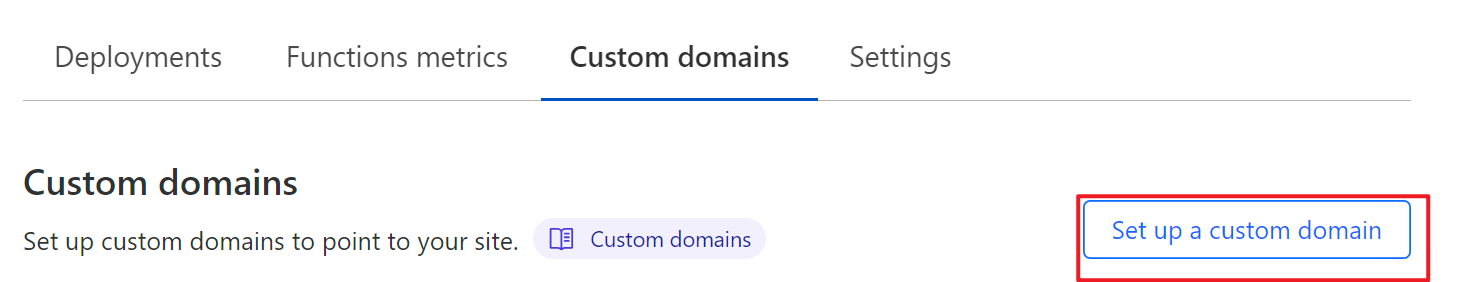 Deployments Functions metrics Custom domains Settings
Custom domains
Set up custom domains to point to your site. Custom domains
Set up a custom domain